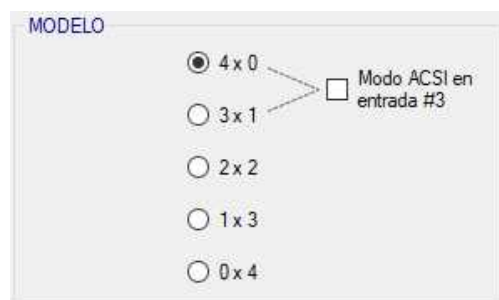 MODELO
4 x 0
Modo ACSI en
entrada #3
3 x 1
2 x 2
1 x 3
0 x 4